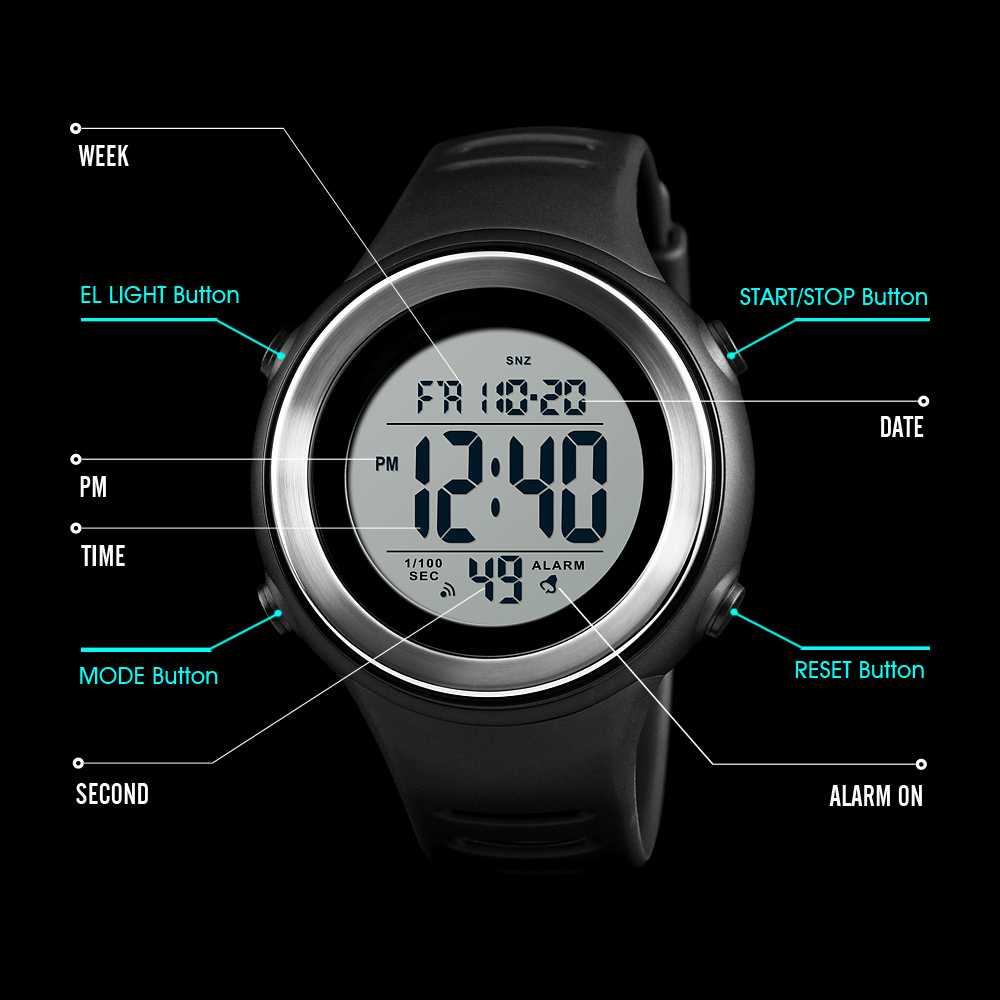 WEEK
EL LIGHT Button
START/STOP Button
SNZ
FR 10-20
DATE
PM 12:40
PM
TIME
1/100
SEC
49
ALARM
MODE Button
RESET Button
SECOND
ALARM ON